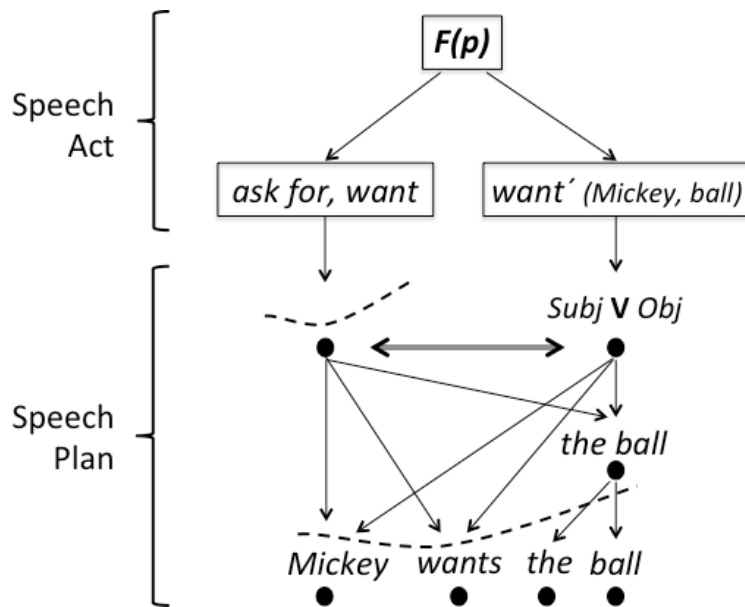 F(p)
Speech
Act
ask for, want
want´ (Mickey, ball)
Subj V Obj
Speech
Plan
the ball
Mickey wants the ball